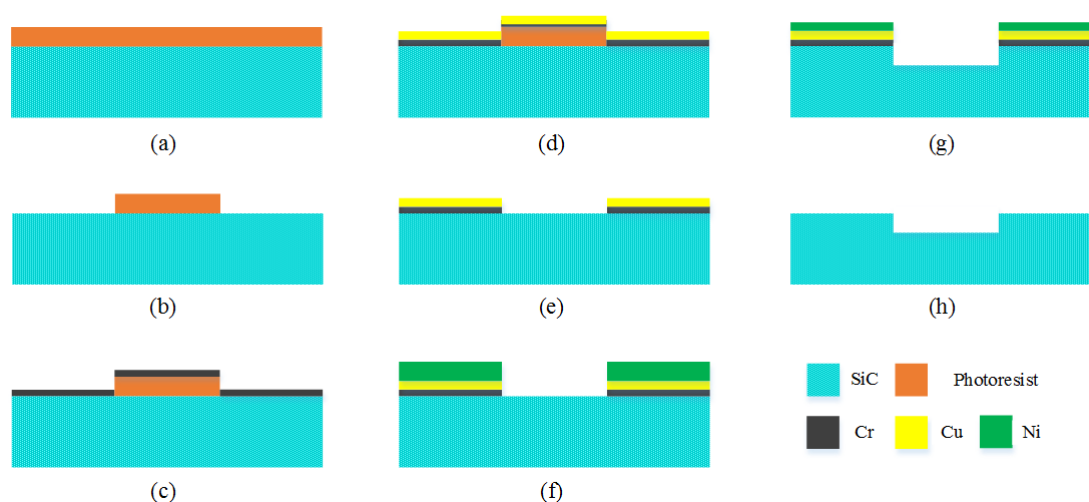 (a)
(d)
(g)
(b)
(e)
(h)
(c)
(f)
SiC Photoresist
Cr Cu Ni